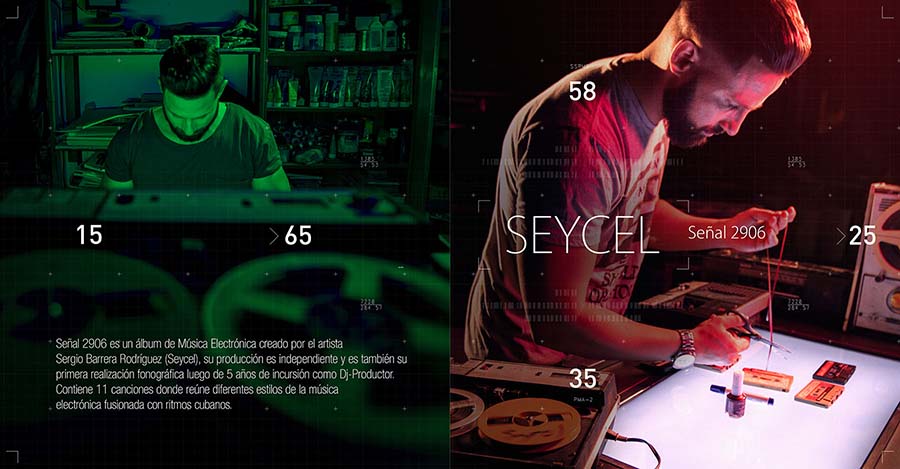 15
65
Señal 2906 es un álbum de Música Electrónica creado por el artista
Sergio Barrera Rodríguez (Seycel), su producción es independiente y es también su
primera realización fonográfica luego de 5 años de incursión como Dj-Productor.
Contiene 11 canciones donde reúne diferentes estilos de la música
electrónica fusionada con ritmos cubanos.
58
SEYCEL
Señal 2906
25
35
PMA-2